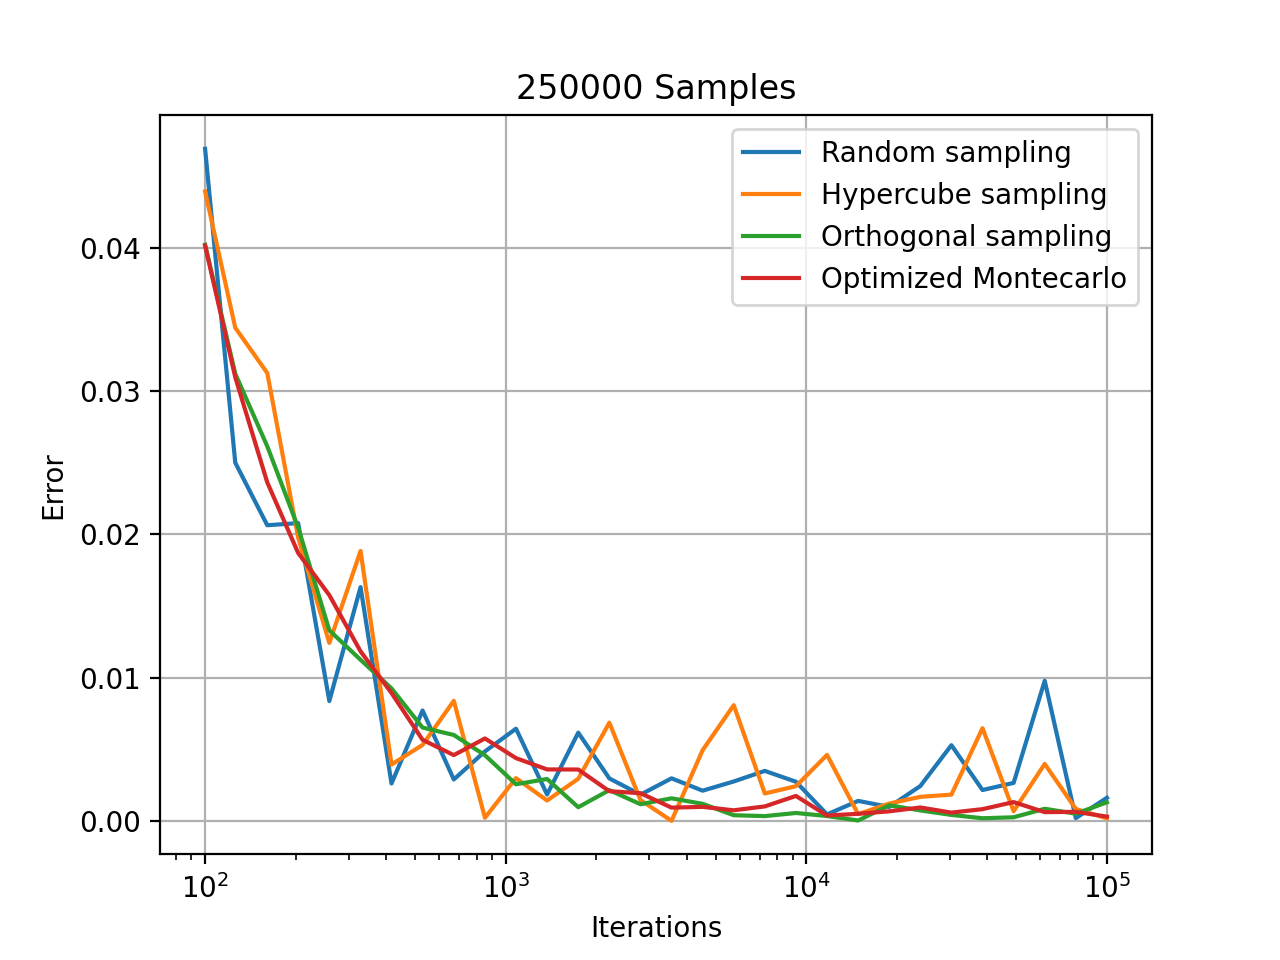 250000 Samples
Random sampling
Hypercube sampling
Orthogonal sampling
Optimized Montecarlo
0.04
0.03
0.02
0.01
0.00
Error
10² 10³ 10⁴ 10⁵
Iterations